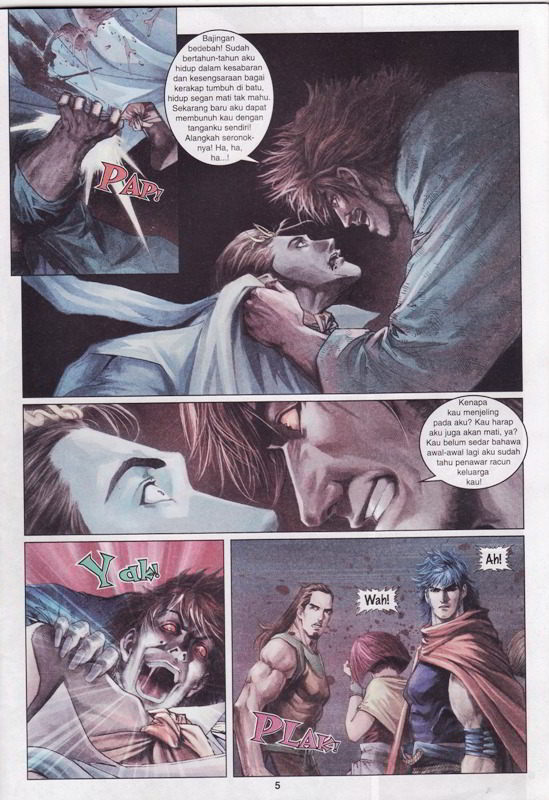 Bajingan
bedebah! Sudah
bertahun-tahun aku
hidup dalam kesabaran
dan kesengsaraan bagai
kerakap tumbuh di batu,
hidup segan mati tak mahu.
Sekarang baru aku dapat
membunuh kau dengan
tanganku sendiri!
Alangkah seronok-
nya! Ha, ha,
ha...!
PAP!
Kenapa
kau menjeling
pada aku? Kau harap
aku juga akan mati, ya?
Kau belum sedar bahawa
awal-awal lagi aku sudah
tahu penawar racun
keluarga
kau!
Yak!
Ah!
Wah!
PLAK!
5